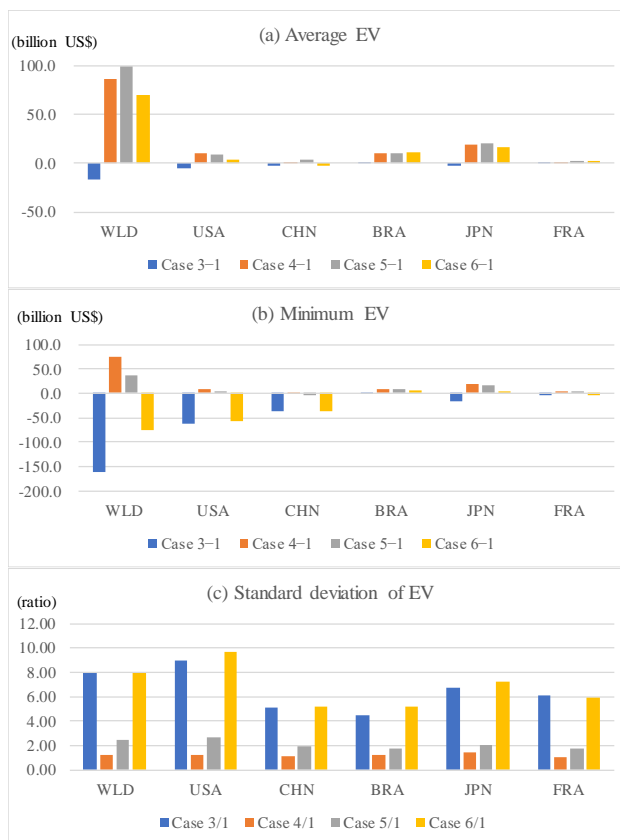 (a) Average EV
(billion US$)
100.0
50.0
0.0
-50.0
WLD USA CHN BRA JPN FRA
Case 3−1 Case 4−1 Case 5−1 Case 6−1
(b) Minimum EV
(billion US$)
100.0
50.0
0.0
-50.0
-100.0
-150.0
-200.0
WLD USA CHN BRA JPN FRA
Case 3−1 Case 4−1 Case 5−1 Case 6−1
(c) Standard deviation of EV
(ratio)
12.00
10.00
8.00
6.00
4.00
2.00
0.00
WLD USA CHN BRA JPN FRA
Case 3/1 Case 4/1 Case 5/1 Case 6/1